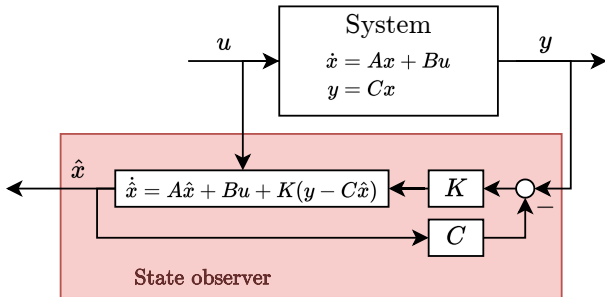 System
u
y
ẋ = Ax + Bu
y = Cx
x̂
x̂̇ = Ax̂ + Bu + K(y − Cx̂)
K
−
C
State observer